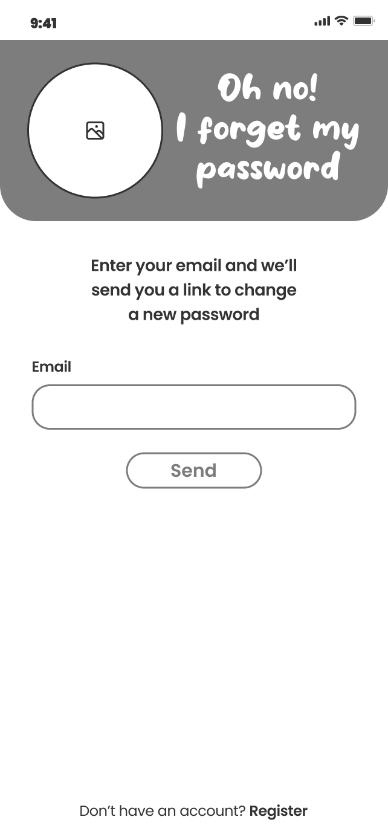 9:41
Oh no!
I forget my
password
Enter your email and we’ll
send you a link to change
a new password
Email
Send
Don’t have an account? Register